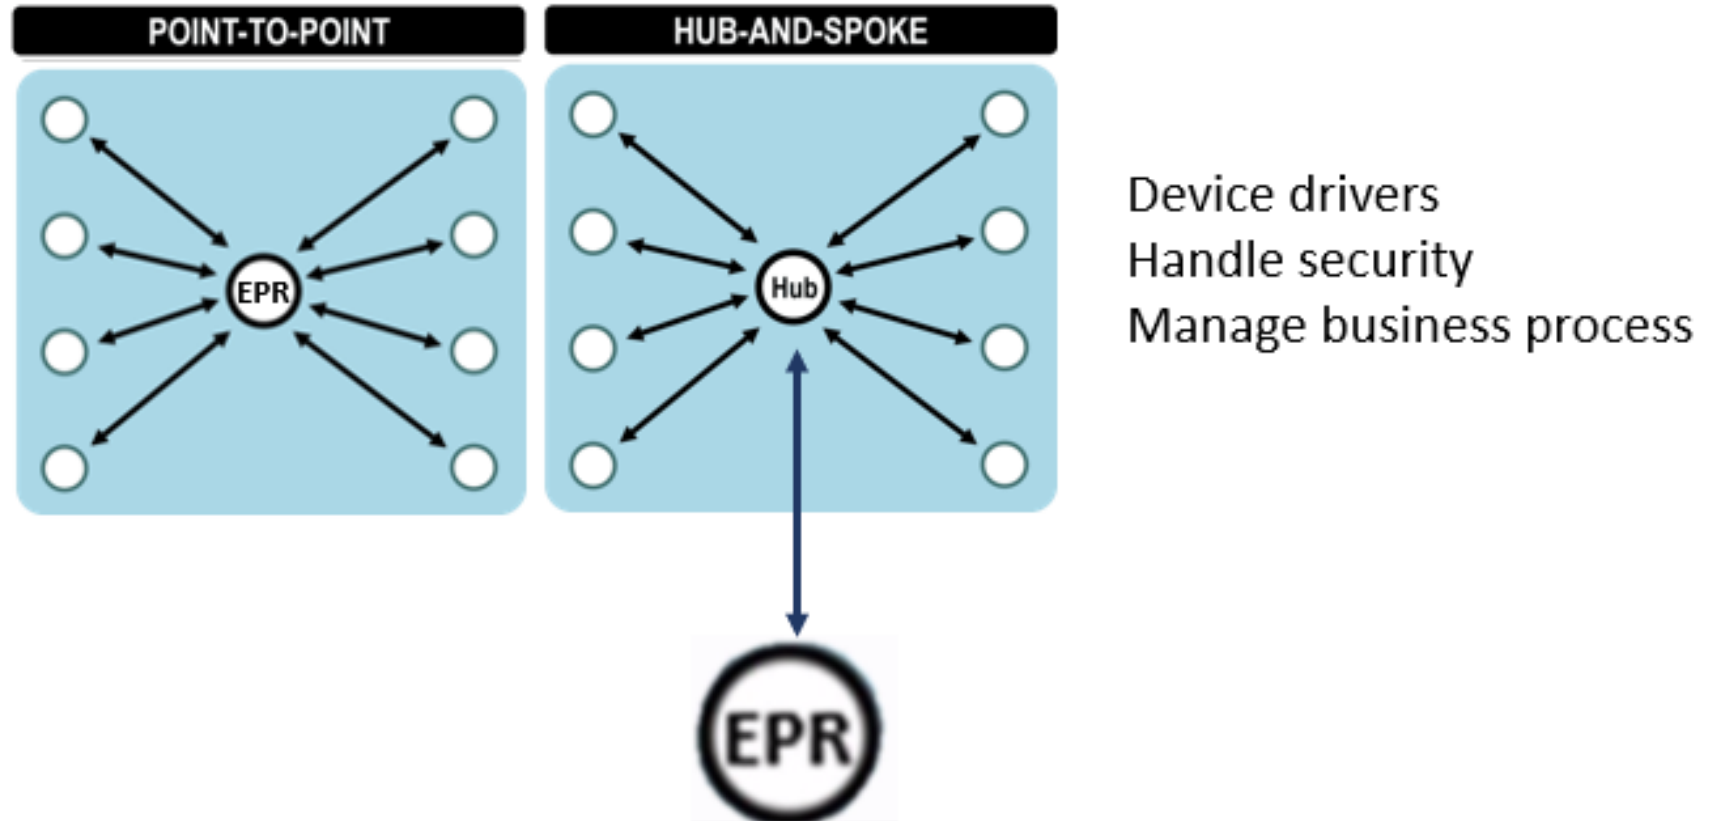 POINT-TO-POINT
HUB-AND-SPOKE
EPR
Hub
Device drivers
Handle security
Manage business process
EPR